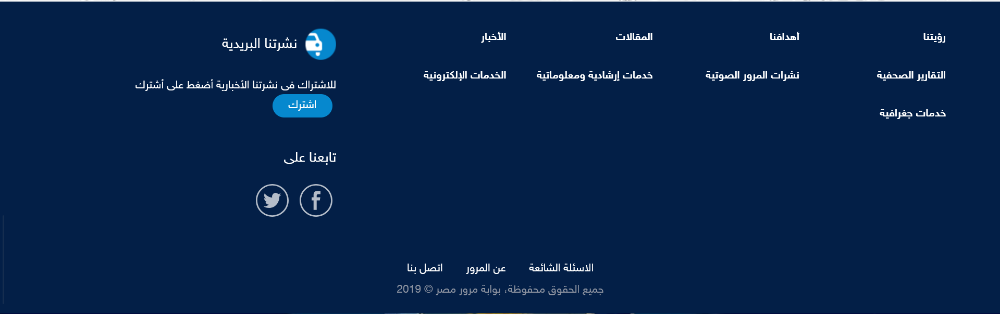 رؤيتنا
أهدافنا
المقالات
الأخبار
التقارير الصحفية
نشرات المرور الصوتية
خدمات إرشادية ومعلوماتية
الخدمات الإلكترونية
خدمات جغرافية
نشرتنا البريدية
للاشتراك فى نشرتنا الأخبارية أضغط على أشترك
اشترك
تابعنا على
الاسئلة الشائعة
عن المرور
اتصل بنا
جميع الحقوق محفوظة، بوابة مرور مصر © 2019